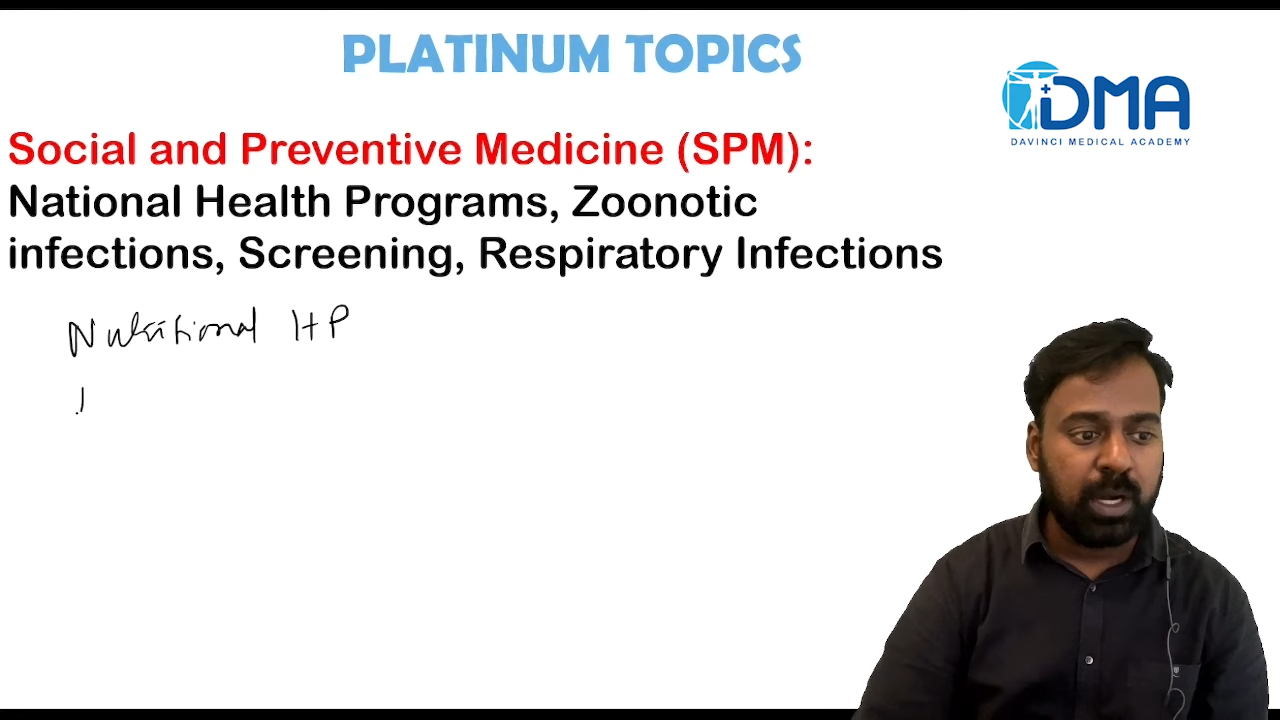 PLATINUM TOPICS
DMA
DAVINCI MEDICAL ACADEMY
Social and Preventive Medicine (SPM):
National Health Programs, Zoonotic
infections, Screening, Respiratory Infections
Nutritional HP